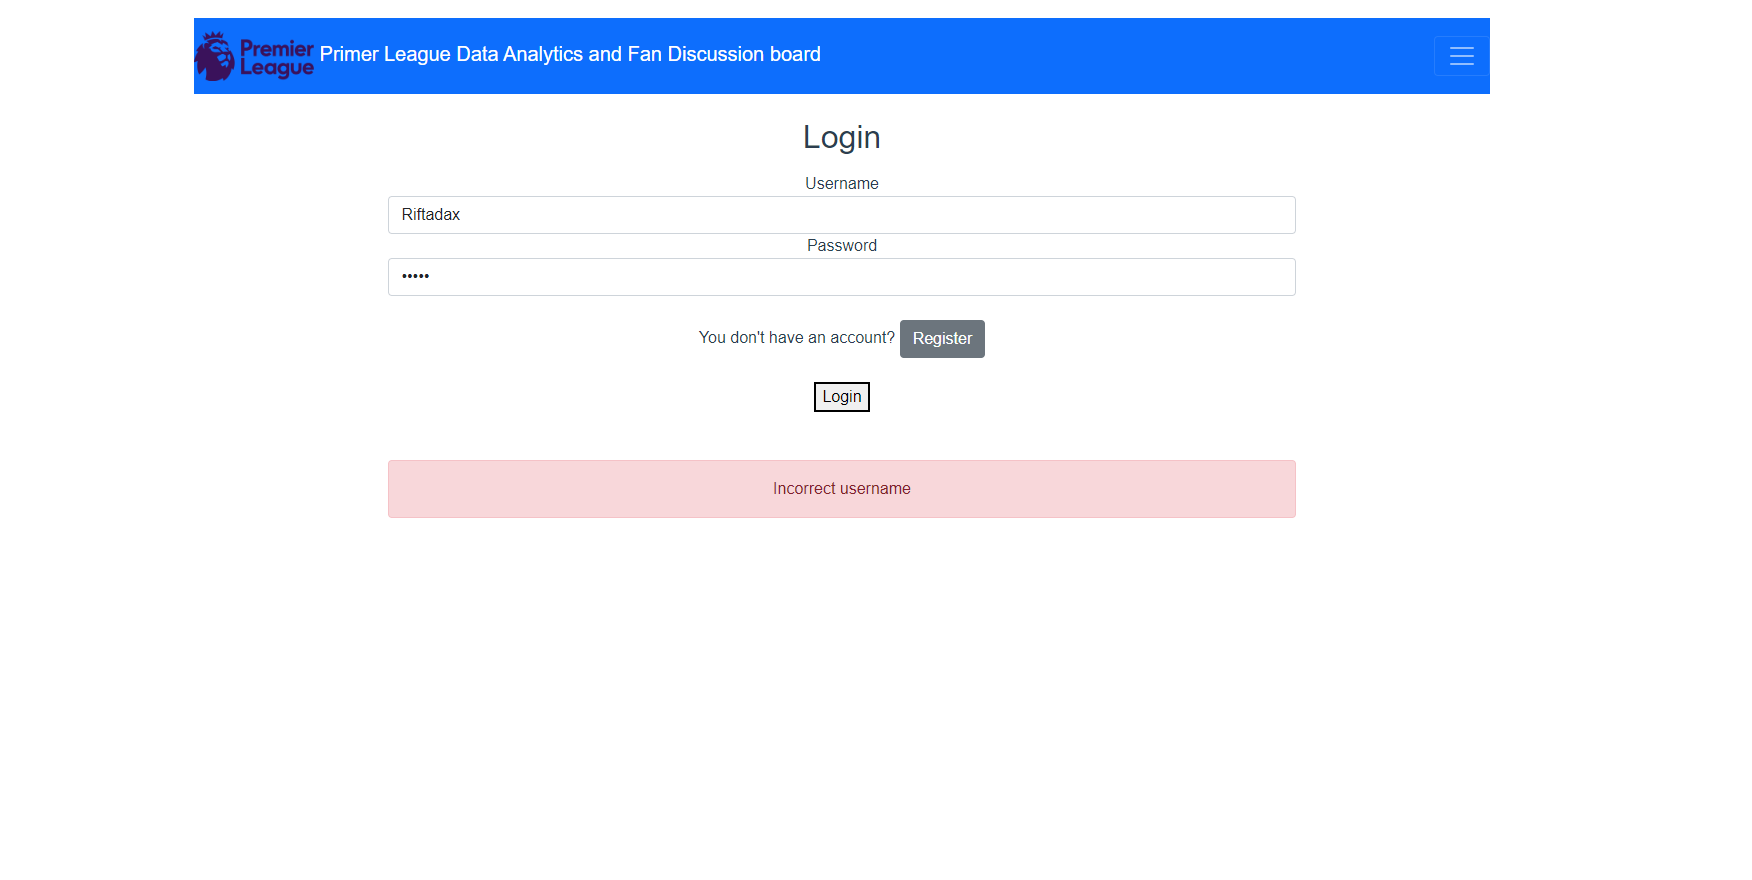 Premier
League
Primer League Data Analytics and Fan Discussion board
Login
Username
Riftadax
Password
•••••
You don't have an account? Register
Login
Incorrect username